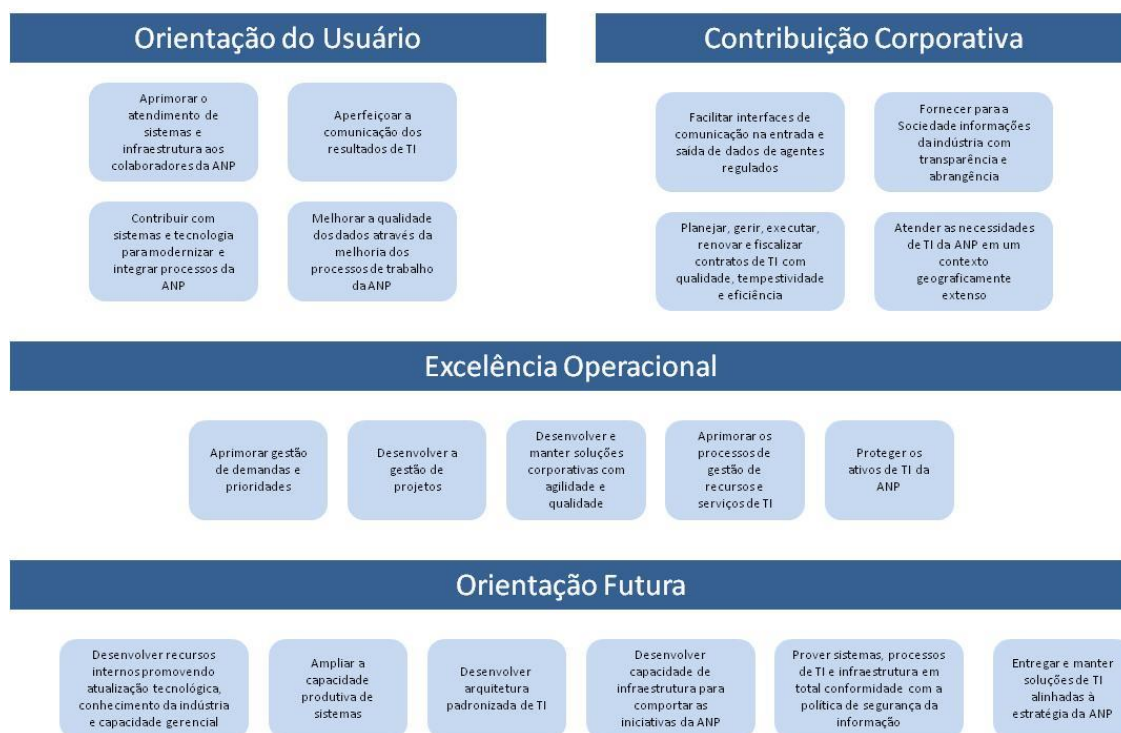 Orientação do Usuário
Aprimorar o
atendimento de
sistemas e
infraestrutura aos
colaboradores da ANP
Aperfeiçoar a
comunicação dos
resultados de TI
Contribuir com
sistemas e tecnologia
para modernizar e
integrar processos da
ANP
Melhorar a qualidade
dos dados através da
melhoria dos
processos de trabalho
da ANP
Contribuição Corporativa
Facilitar interfaces de
comunicação na entrada e
saída de dados de agentes
regulados
Fornecer para a
Sociedade informações
da indústria com
transparência e
abrangência
Planejar, gerir, executar,
renovar e fiscalizar
contratos de TI com
qualidade, tempestividade
e eficiência
Atender as necessidades
de TI da ANP em um
contexto
geograficamente
extenso
Excelência Operacional
Aprimorar gestão
de demandas e
prioridades
Desenvolver a
gestão de
projetos
Desenvolver e
manter soluções
corporativas com
agilidade e
qualidade
Aprimorar os
processos de
gestão de
recursos e
serviços de TI
Proteger os
ativos de TI da
ANP
Orientação Futura
Desenvolver recursos
internos promovendo
atualização tecnológica,
conhecimento da indústria
e capacidade gerencial
Ampliar a
capacidade
produtiva de
sistemas
Desenvolver
arquitetura
padronizada de TI
Desenvolver
capacidade de
infraestrutura para
comportar as
iniciativas da ANP
Prover sistemas, processos
de TI e infraestrutura em
total conformidade com a
política de segurança da
informação
Entregar e manter
soluções de TI
alinhadas à
estratégia da ANP